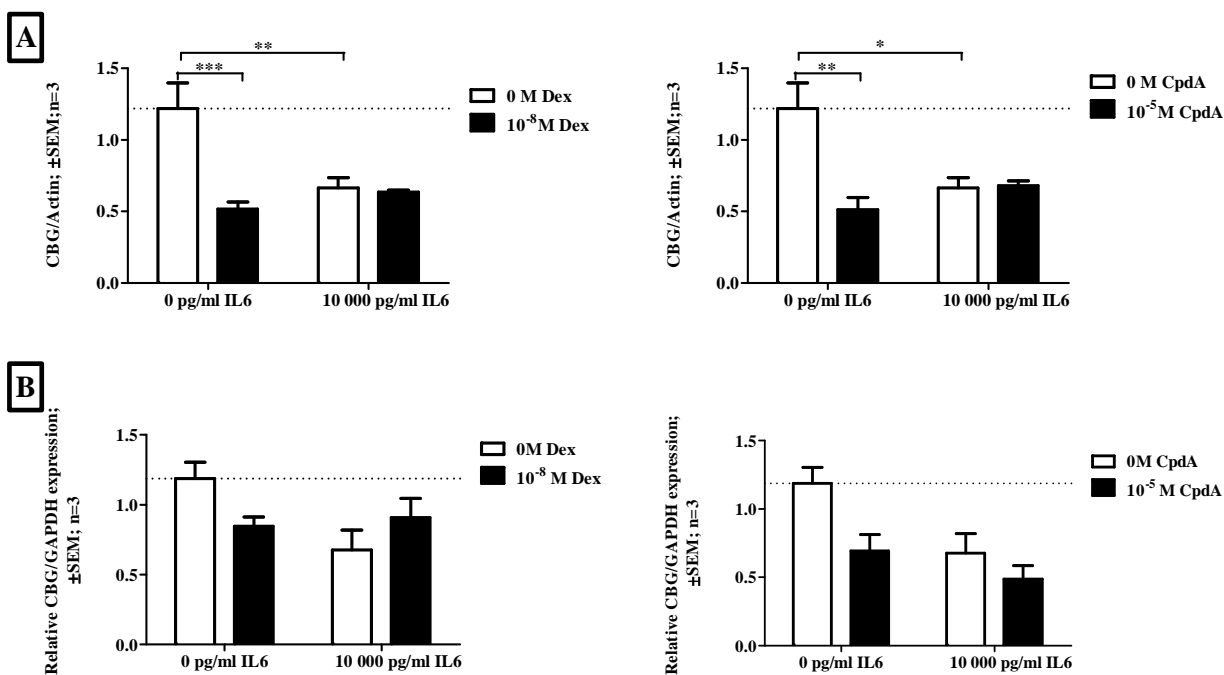 A
CBG/Actin; ±SEM;n=3
1.5
1.0
0.5
0.0
**
***
0 pg/ml IL6
10 000 pg/ml IL6
0 M Dex
10⁻⁸M Dex
CBG/Actin; ±SEM;n=3
1.5
1.0
0.5
0.0
*
**
0 pg/ml IL6
10 000 pg/ml IL6
0 M CpdA
10⁻⁵M CpdA
B
Relative CBG/GAPDH expression;
±SEM; n=3
1.5
1.0
0.5
0.0
0 pg/ml IL6
10 000 pg/ml IL6
0M Dex
10⁻⁸ M Dex
Relative CBG/GAPDH expression;
±SEM; n=3
1.5
1.0
0.5
0.0
0 pg/ml IL6
10 000 pg/ml IL6
0M CpdA
10⁻⁵ M CpdA